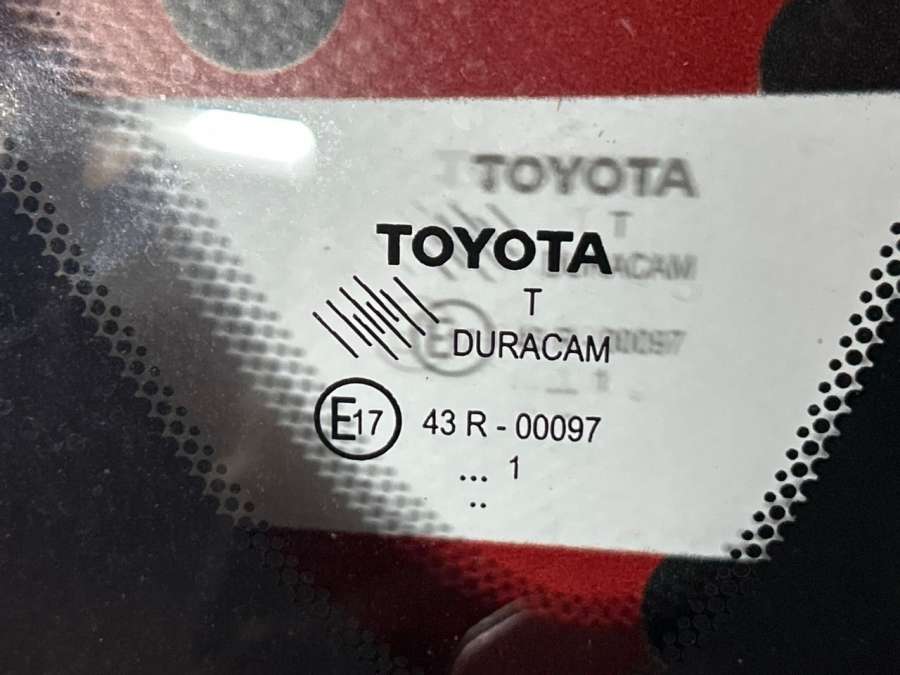 TOYOTA
T
DURACAM
E17 43 R - 00097
... 1
..